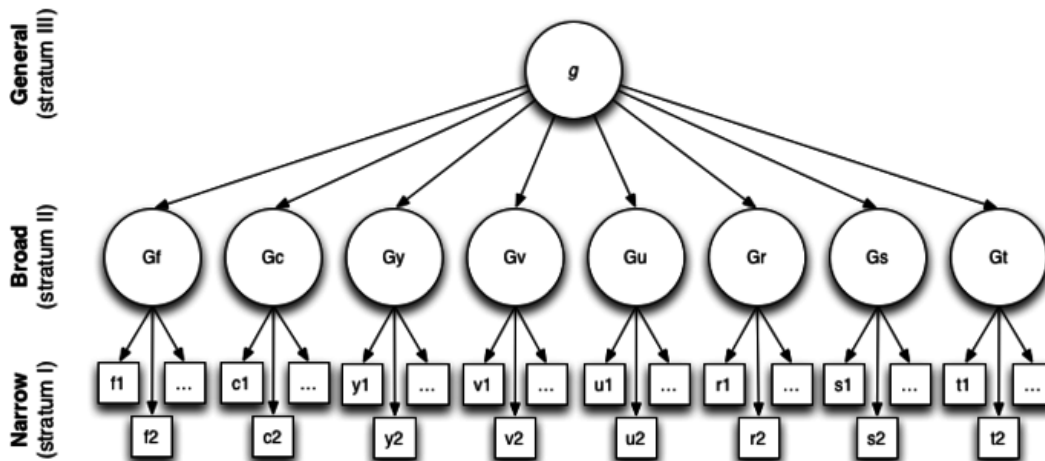 General
(stratum III)
g
Broad
(stratum II)
Gf Gc Gy Gv Gu Gr Gs Gt
Narrow
(stratum I)
f1 ... c1 ... y1 ... v1 ... u1 ... r1 ... s1 ... t1 ...
f2 c2 y2 v2 u2 r2 s2 t2